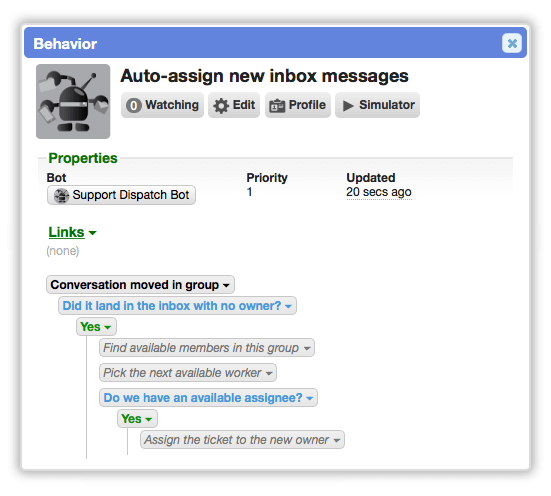 Behavior
Auto-assign new inbox messages
0 Watching Edit Profile Simulator
Properties
Bot Priority Updated
Support Dispatch Bot 1 20 secs ago
Links
(none)
Conversation moved in group
Did it land in the inbox with no owner?
Yes
Find available members in this group
Pick the next available worker
Do we have an available assignee?
Yes
Assign the ticket to the new owner